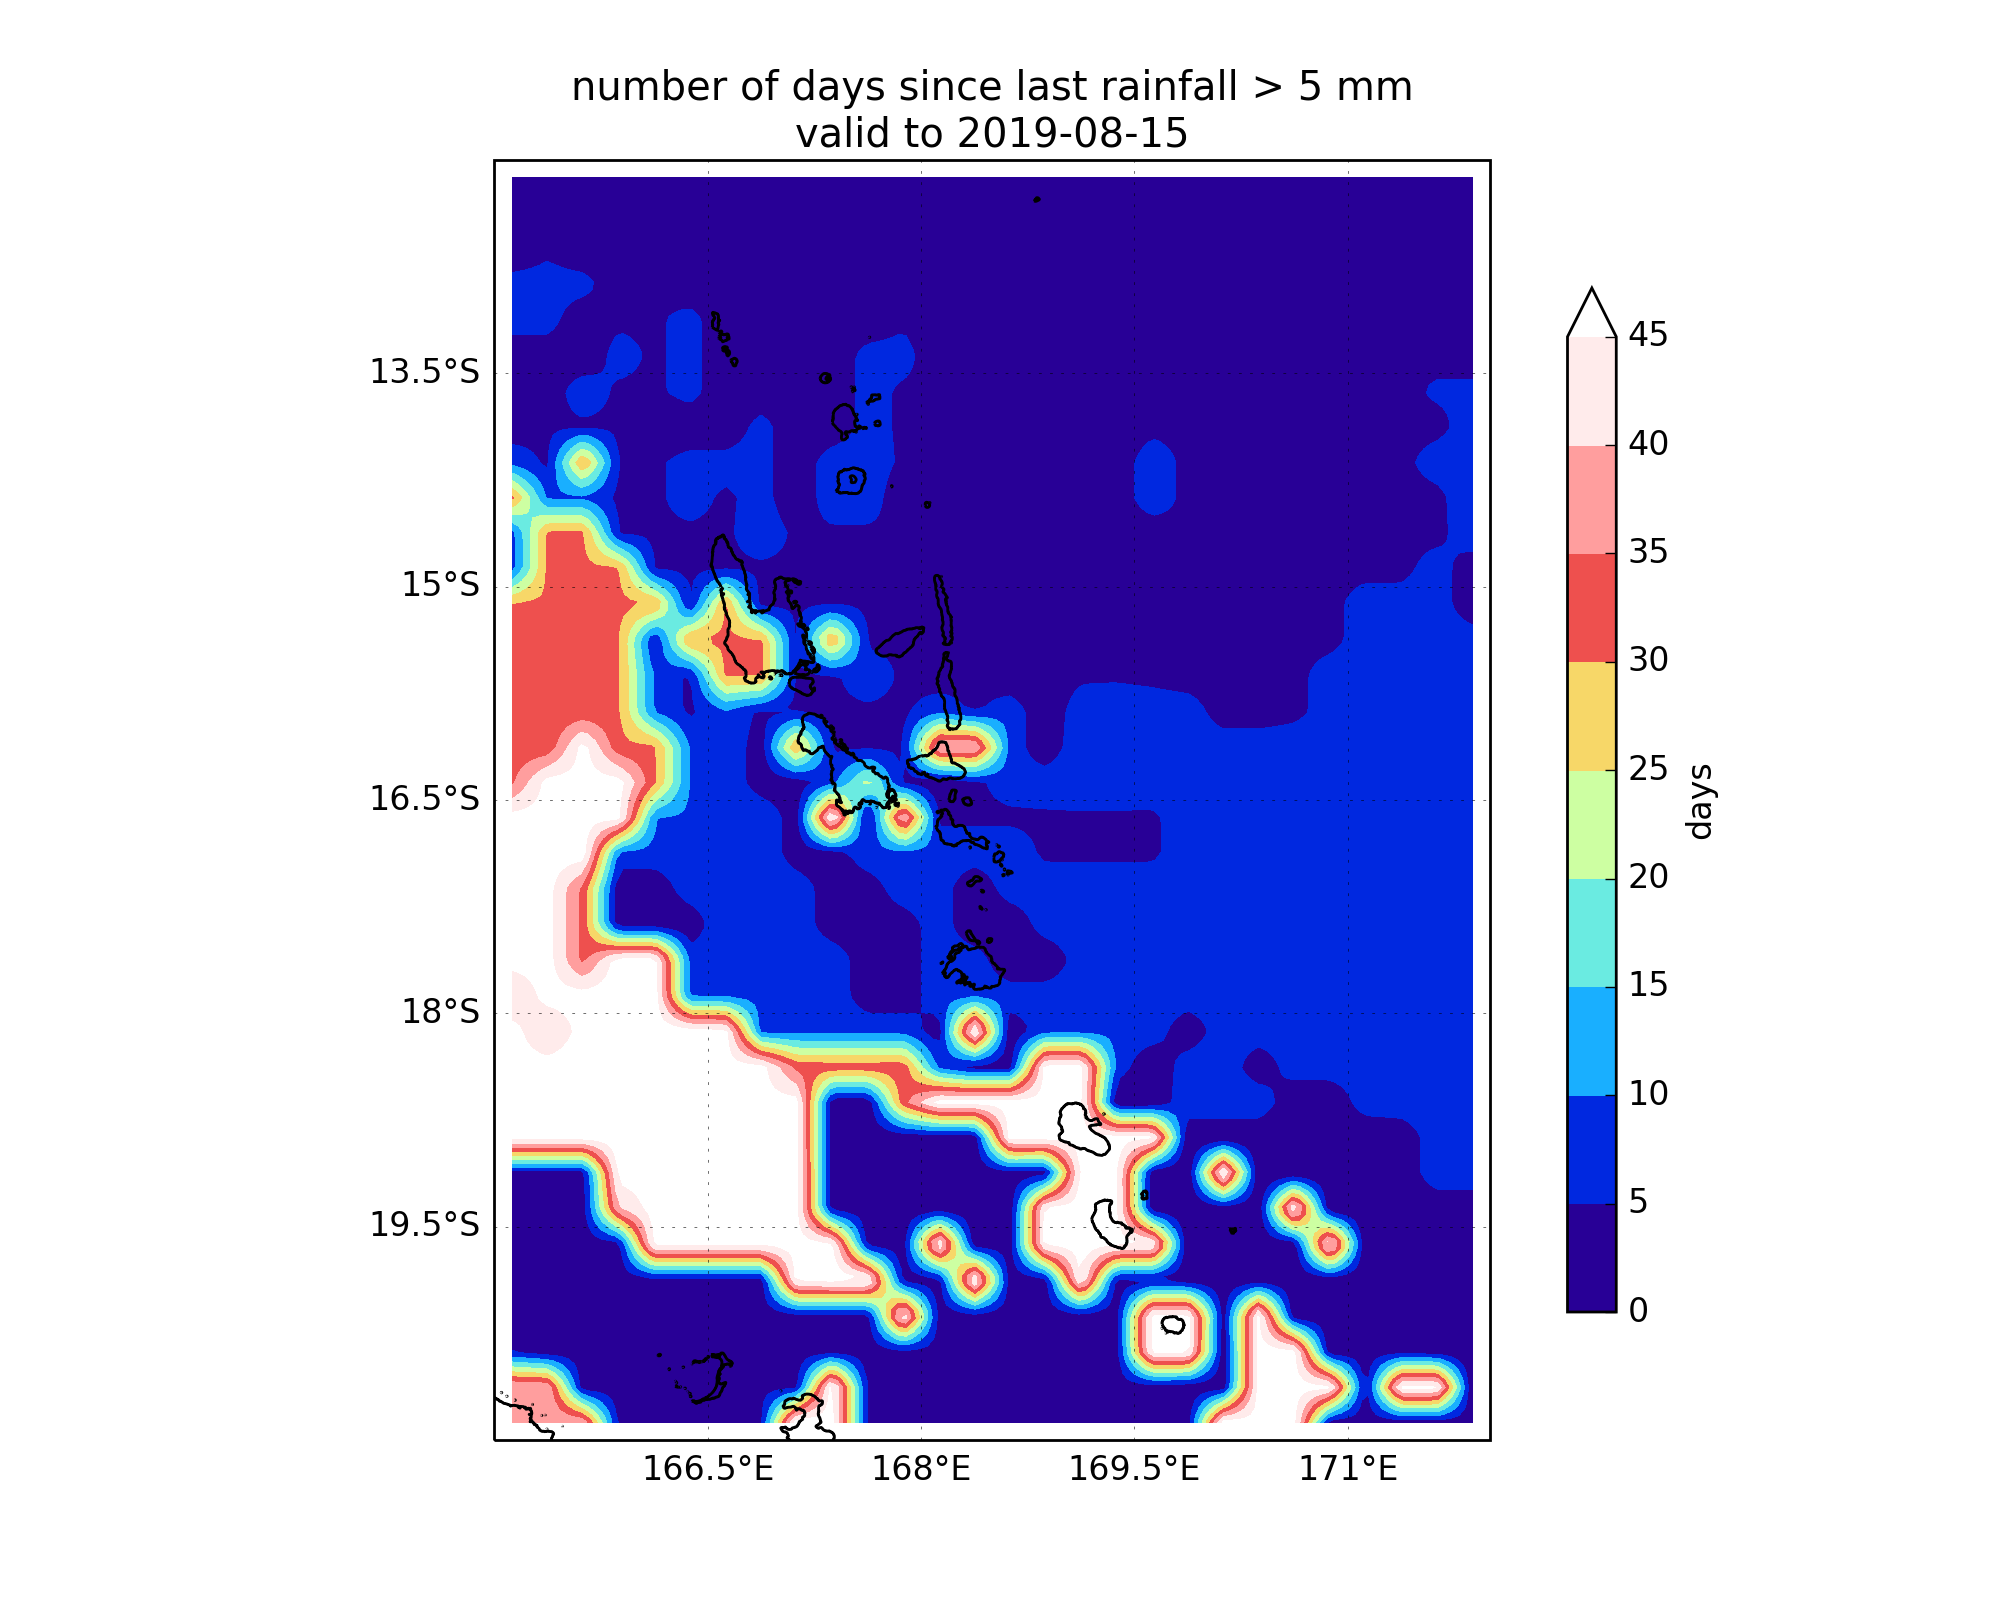 number of days since last rainfall > 5 mm
valid to 2019-08-15
13.5°S
15°S
16.5°S
18°S
19.5°S
166.5°E 168°E 169.5°E 171°E
45
40
35
30
25
20
15
10
5
0
days